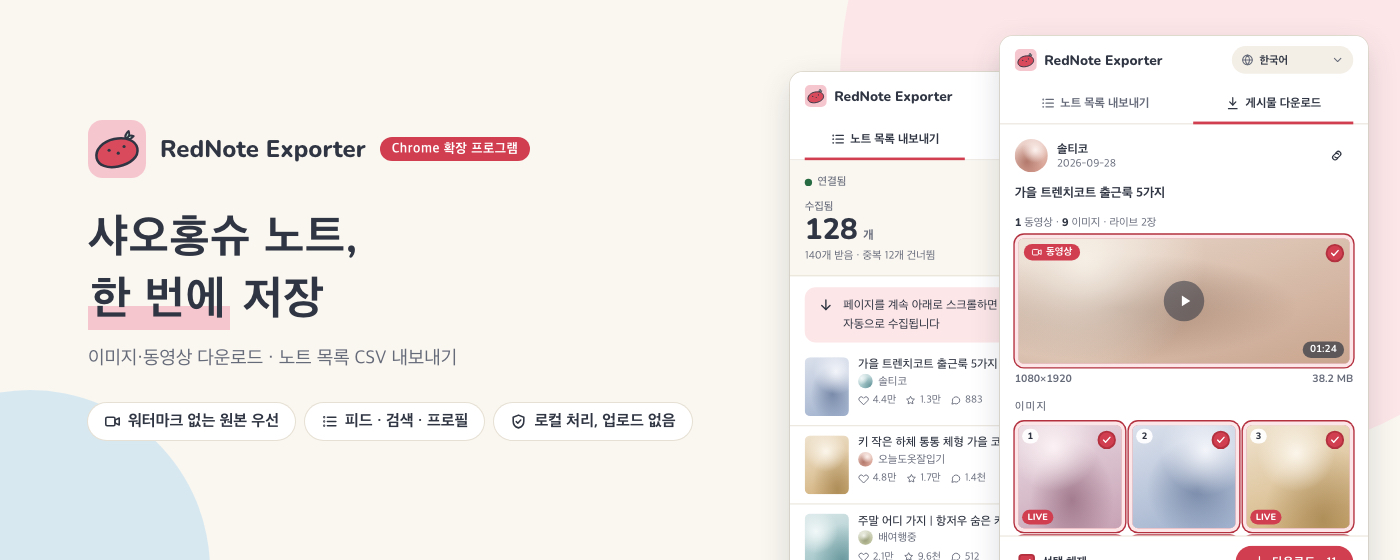 RedNote Exporter
Chrome 확장 프로그램
샤오홍슈 노트,
한 번에 저장
이미지·동영상 다운로드 · 노트 목록 CSV 내보내기
워터마크 없는 원본 우선
피드 · 검색 · 프로필
로컬 처리, 업로드 없음
RedNote Exporter
노트 목록 내보내기
연결됨
수집됨
128 개
140개 받음 · 중복 12개 건너뜀
페이지를 계속 아래로 스크롤하면
자동으로 수집됩니다
가을 트렌치코트 출근룩 5가지
솔티코
4.4만 1.3만 883
키 작은 하체 통통 체형 가을 코
오늘도옷잘입기
4.8만 1.7만 1.4천
주말 어디 가지 | 항저우 숨은
배여행중
2.1만 9.6천 512
RedNote Exporter
한국어
노트 목록 내보내기
게시물 다운로드
솔티코
2026-09-28
가을 트렌치코트 출근룩 5가지
1 동영상 · 9 이미지 · 라이브 2장
동영상
01:24
1080×1920
38.2 MB
이미지
1
2
3
LIVE
LIVE